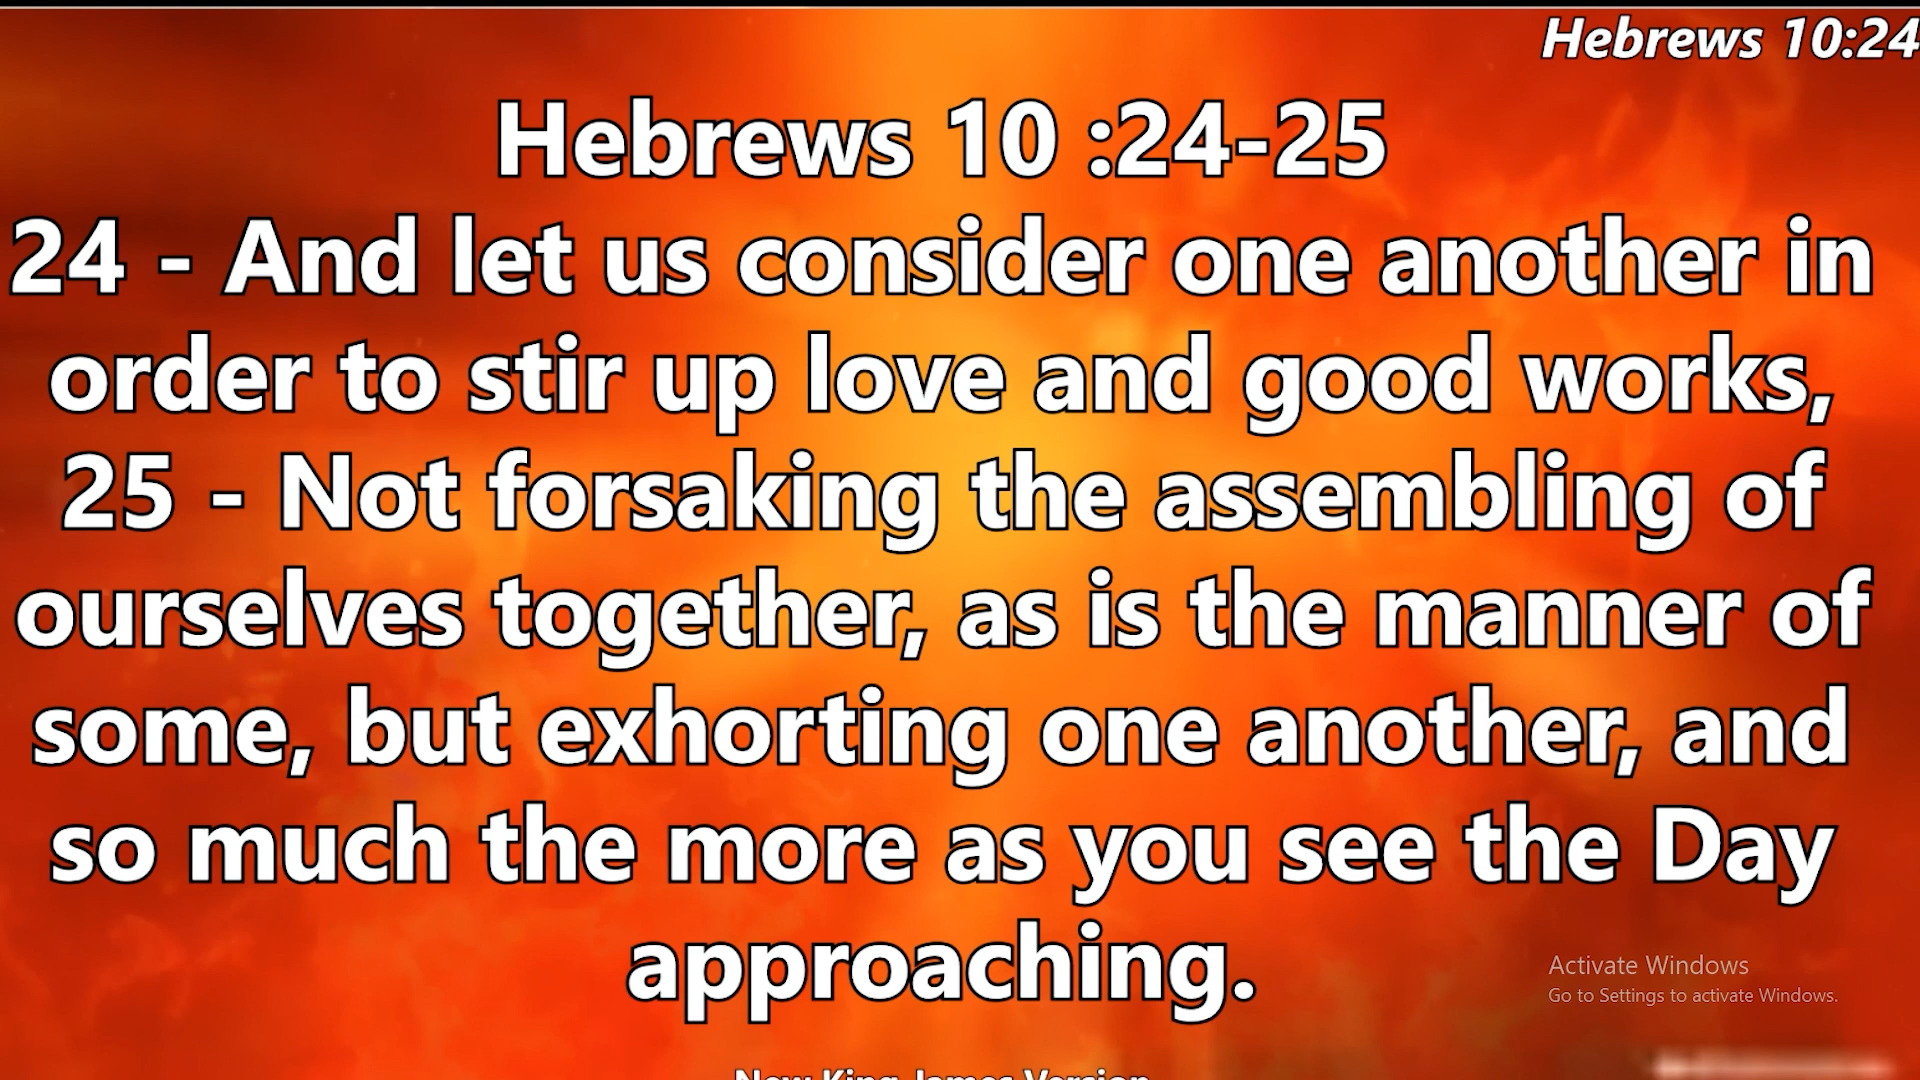 Hebrews 10:24
Hebrews 10 :24-25
24 - And let us consider one another in
order to stir up love and good works,
25 - Not forsaking the assembling of
ourselves together, as is the manner of
some, but exhorting one another, and
so much the more as you see the Day
approaching.
Activate Windows
Go to Settings to activate Windows.
New King James Version